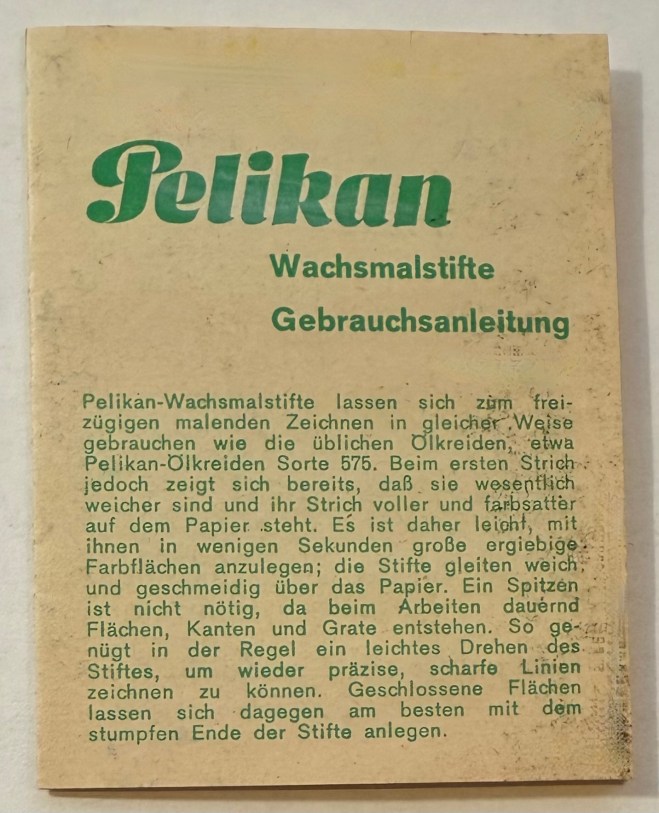 Pelikan
Wachsmalstifte
Gebrauchsanleitung
Pelikan-Wachsmalstifte lassen sich zum frei-
zügigen malenden Zeichnen in gleicher Weise
gebrauchen wie die üblichen Ölkreiden, etwa
Pelikan-Ölkreiden Sorte 575. Beim ersten Strich
jedoch zeigt sich bereits, daß sie wesentlich
weicher sind und ihr Strich voller und farbsatter
auf dem Papier steht. Es ist daher leicht, mit
ihnen in wenigen Sekunden große ergiebige
Farbflächen anzulegen; die Stifte gleiten weich
und geschmeidig über das Papier. Ein Spitzen
ist nicht nötig, da beim Arbeiten dauernd
Flächen, Kanten und Grate entstehen. So ge-
nügt in der Regel ein leichtes Drehen des
Stiftes, um wieder präzise, scharfe Linien
zeichnen zu können. Geschlossene Flächen
lassen sich dagegen am besten mit dem
stumpfen Ende der Stifte anlegen.